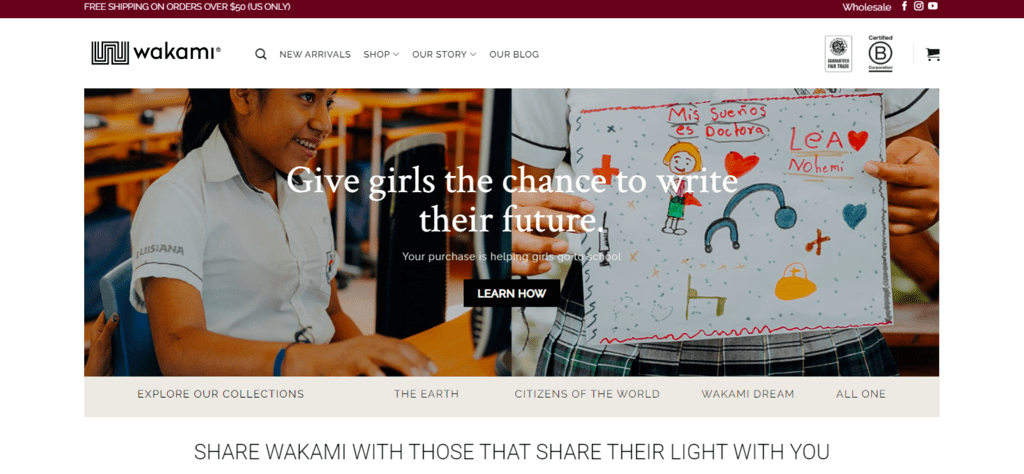 FREE SHIPPING ON ORDERS OVER $50 (US ONLY)
Wholesale
wakami®
NEW ARRIVALS
SHOP
OUR STORY
OUR BLOG
GUARANTEED
FAIR TRADE
Certified
B
Corporation
Give girls the chance to write
their future.
Your purchase is helping girls go to school
LEARN HOW
LUISIANA
Mis Sueños
es Doctora
LeA
Nohemi
EXPLORE OUR COLLECTIONS
THE EARTH
CITIZENS OF THE WORLD
WAKAMI DREAM
ALL ONE
SHARE WAKAMI WITH THOSE THAT SHARE THEIR LIGHT WITH YOU